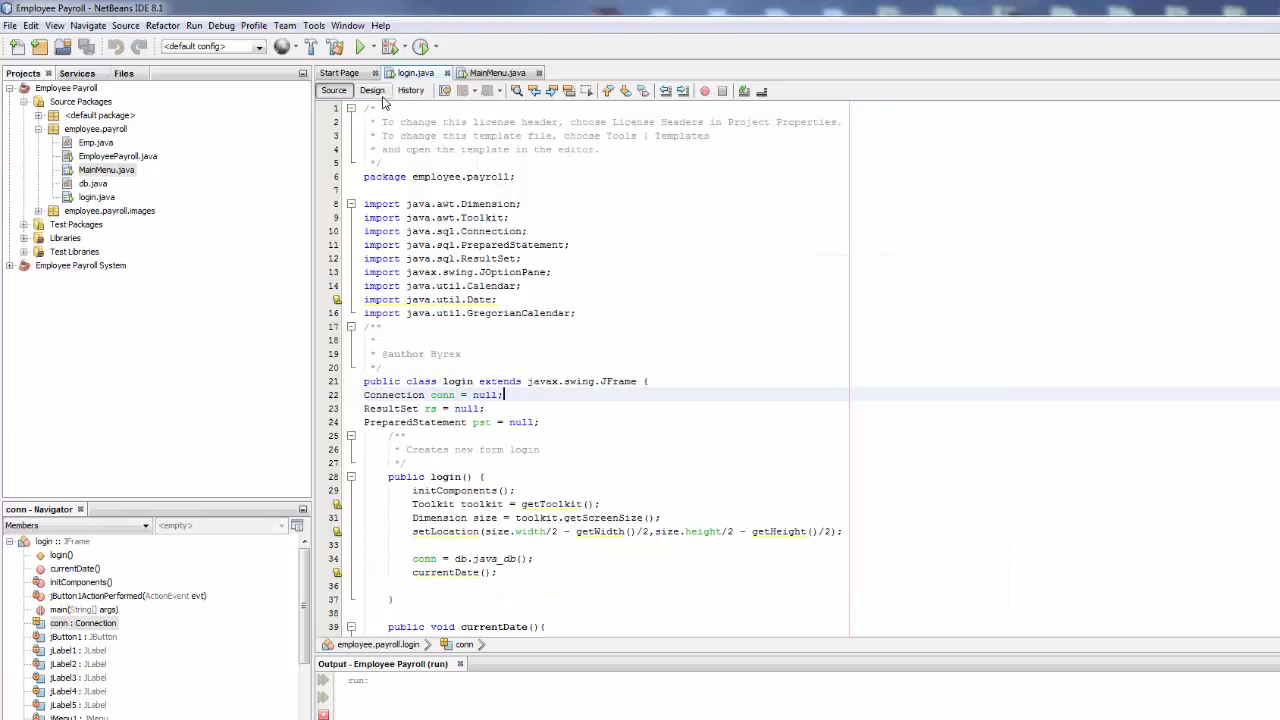 Employee Payroll - NetBeans IDE 8.1
File Edit View Navigate Source Refactor Run Debug Profile Team Tools Window Help
<default config>
Projects Services Files
Start Page login.java MainMenu.java
Source Design History
Employee Payroll
Source Packages
<default package>
employee.payroll
Emp.java
EmployeePayroll.java
MainMenu.java
db.java
login.java
employee.payroll.images
Test Packages
Libraries
Test Libraries
Employee Payroll System
1 /*
2 * To change this license header, choose License Headers in Project Properties.
3 * To change this template file, choose Tools | Templates
4 * and open the template in the editor.
5 */
6 package employee.payroll;
7
8 import java.awt.Dimension;
9 import java.awt.Toolkit;
10 import java.sql.Connection;
11 import java.sql.PreparedStatement;
12 import java.sql.ResultSet;
13 import javax.swing.JOptionPane;
14 import java.util.Calendar;
import java.util.Date;
16 import java.util.GregorianCalendar;
17 /**
18 *
19 * @author Hyrex
20 */
21 public class login extends javax.swing.JFrame {
22 Connection conn = null;
23 ResultSet rs = null;
24 PreparedStatement pst = null;
25 /**
26 * Creates new form login
27 */
28 public login() {
29 initComponents();
Toolkit toolkit = getToolkit();
31 Dimension size = toolkit.getScreenSize();
setLocation(size.width/2 - getWidth()/2,size.height/2 - getHeight()/2);
33
34 conn = db.java_db();
currentDate();
36
37 }
38
39 public void currentDate(){
employee.payroll.login conn
conn - Navigator
Members <empty>
login :: JFrame
login()
currentDate()
initComponents()
jButton1ActionPerformed(ActionEvent evt)
main(String[] args)
conn : Connection
jButton1 : JButton
jLabel1 : JLabel
jLabel2 : JLabel
jLabel3 : JLabel
jLabel4 : JLabel
jLabel5 : JLabel
jMenu1 : JMenu
Output - Employee Payroll (run)
run: